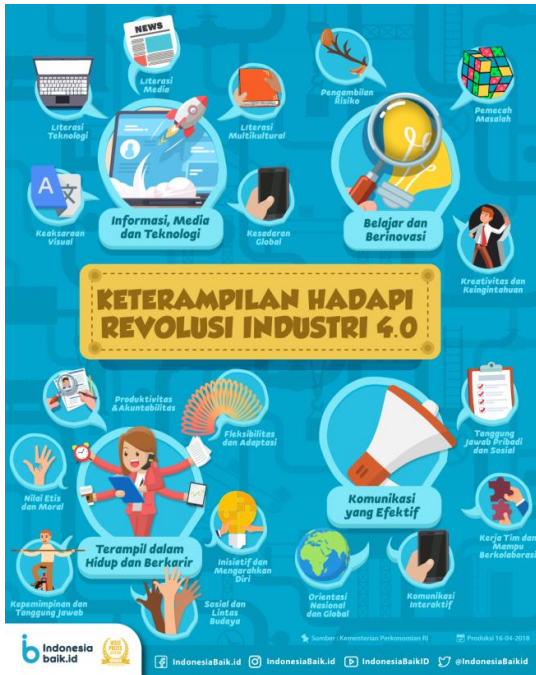 NEWS
Literasi
Media
Literasi
Teknologi
Literasi
Multikultural
A
文
Keaksaraan
Visual
Kesadaran
Global
Informasi, Media
dan Teknologi
Pengambilan
Risiko
Pemecah
Masalah
Kreativitas dan
Keingintahuan
Belajar dan
Berinovasi
KETERAMPILAN HADAPI
REVOLUSI INDUSTRI 4.0
Produktivitas
& Akuntabilitas
Fleksibilitas
dan Adaptasi
Nilai Etis
dan Moral
Inisiatif dan
Mengarahkan
Diri
Kepemimpinan dan
Tanggung Jawab
Sosial dan
Lintas
Budaya
Terampil dalam
Hidup dan Berkarir
Tanggung
Jawab Pribadi
dan Sosial
Kerja Tim dan
Mampu
Berkolaborasi
Orientasi
Nasional
dan Global
Komunikasi
Interaktif
Komunikasi
yang Efektif
Sumber : Kementerian Perkonomian RI
Produksi 16-04-2018
Indonesia
baik.id
IndonesiaBaik.id
IndonesiaBaik.id
IndonesiaBaikID
@IndonesiaBaikid